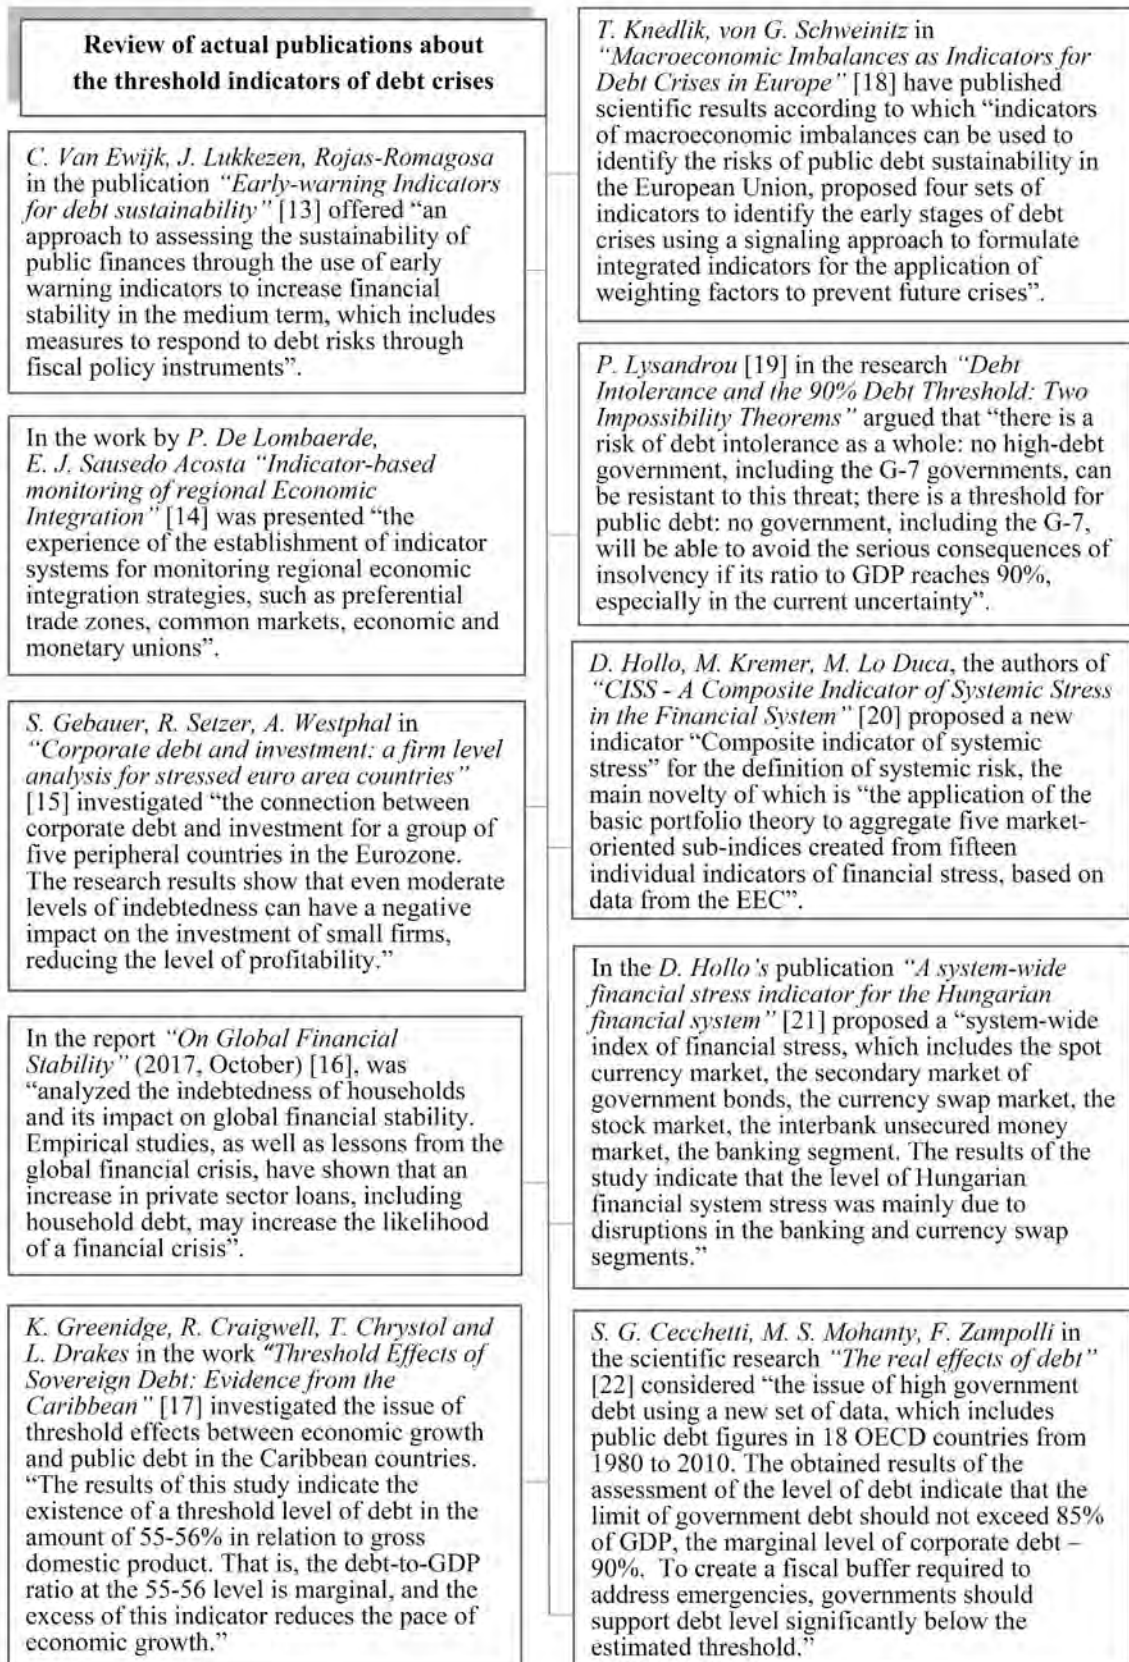 Review of actual publications about
the threshold indicators of debt crises
C. Van Ewijk, J. Lukkezen, Rojas-Romagosa
in the publication “Early-warning Indicators
for debt sustainability” [13] offered “an
approach to assessing the sustainability of
public finances through the use of early
warning indicators to increase financial
stability in the medium term, which includes
measures to respond to debt risks through
fiscal policy instruments”.
In the work by P. De Lombaerde,
E. J. Sausedo Acosta “Indicator-based
monitoring of regional Economic
Integration” [14] was presented “the
experience of the establishment of indicator
systems for monitoring regional economic
integration strategies, such as preferential
trade zones, common markets, economic and
monetary unions”.
S. Gebauer, R. Setzer, A. Westphal in
“Corporate debt and investment: a firm level
analysis for stressed euro area countries”
[15] investigated “the connection between
corporate debt and investment for a group of
five peripheral countries in the Eurozone.
The research results show that even moderate
levels of indebtedness can have a negative
impact on the investment of small firms,
reducing the level of profitability.”
In the report “On Global Financial
Stability” (2017, October) [16], was
“analyzed the indebtedness of households
and its impact on global financial stability.
Empirical studies, as well as lessons from the
global financial crisis, have shown that an
increase in private sector loans, including
household debt, may increase the likelihood
of a financial crisis”.
K. Greenidge, R. Craigwell, T. Chrystol and
L. Drakes in the work “Threshold Effects of
Sovereign Debt: Evidence from the
Caribbean” [17] investigated the issue of
threshold effects between economic growth
and public debt in the Caribbean countries.
“The results of this study indicate the
existence of a threshold level of debt in the
amount of 55-56% in relation to gross
domestic product. That is, the debt-to-GDP
ratio at the 55-56 level is marginal, and the
excess of this indicator reduces the pace of
economic growth.”
T. Knedlik, von G. Schweinitz in
“Macroeconomic Imbalances as Indicators for
Debt Crises in Europe” [18] have published
scientific results according to which “indicators
of macroeconomic imbalances can be used to
identify the risks of public debt sustainability in
the European Union, proposed four sets of
indicators to identify the early stages of debt
crises using a signaling approach to formulate
integrated indicators for the application of
weighting factors to prevent future crises”.
P. Lysandrou [19] in the research “Debt
Intolerance and the 90% Debt Threshold: Two
Impossibility Theorems” argued that “there is a
risk of debt intolerance as a whole: no high-debt
government, including the G-7 governments, can
be resistant to this threat; there is a threshold for
public debt: no government, including the G-7,
will be able to avoid the serious consequences of
insolvency if its ratio to GDP reaches 90%,
especially in the current uncertainty”.
D. Hollo, M. Kremer, M. Lo Duca, the authors of
“CISS - A Composite Indicator of Systemic Stress
in the Financial System” [20] proposed a new
indicator “Composite indicator of systemic
stress” for the definition of systemic risk, the
main novelty of which is “the application of the
basic portfolio theory to aggregate five market-
oriented sub-indices created from fifteen
individual indicators of financial stress, based on
data from the EEC”.
In the D. Hollo’s publication “A system-wide
financial stress indicator for the Hungarian
financial system” [21] proposed a “system-wide
index of financial stress, which includes the spot
currency market, the secondary market of
government bonds, the currency swap market, the
stock market, the interbank unsecured money
market, the banking segment. The results of the
study indicate that the level of Hungarian
financial system stress was mainly due to
disruptions in the banking and currency swap
segments.”
S. G. Cecchetti, M. S. Mohanty, F. Zampolli in
the scientific research “The real effects of debt”
[22] considered “the issue of high government
debt using a new set of data, which includes
public debt figures in 18 OECD countries from
1980 to 2010. The obtained results of the
assessment of the level of debt indicate that the
limit of government debt should not exceed 85%
of GDP, the marginal level of corporate debt –
90%. To create a fiscal buffer required to
address emergencies, governments should
support debt level significantly below the
estimated threshold.”